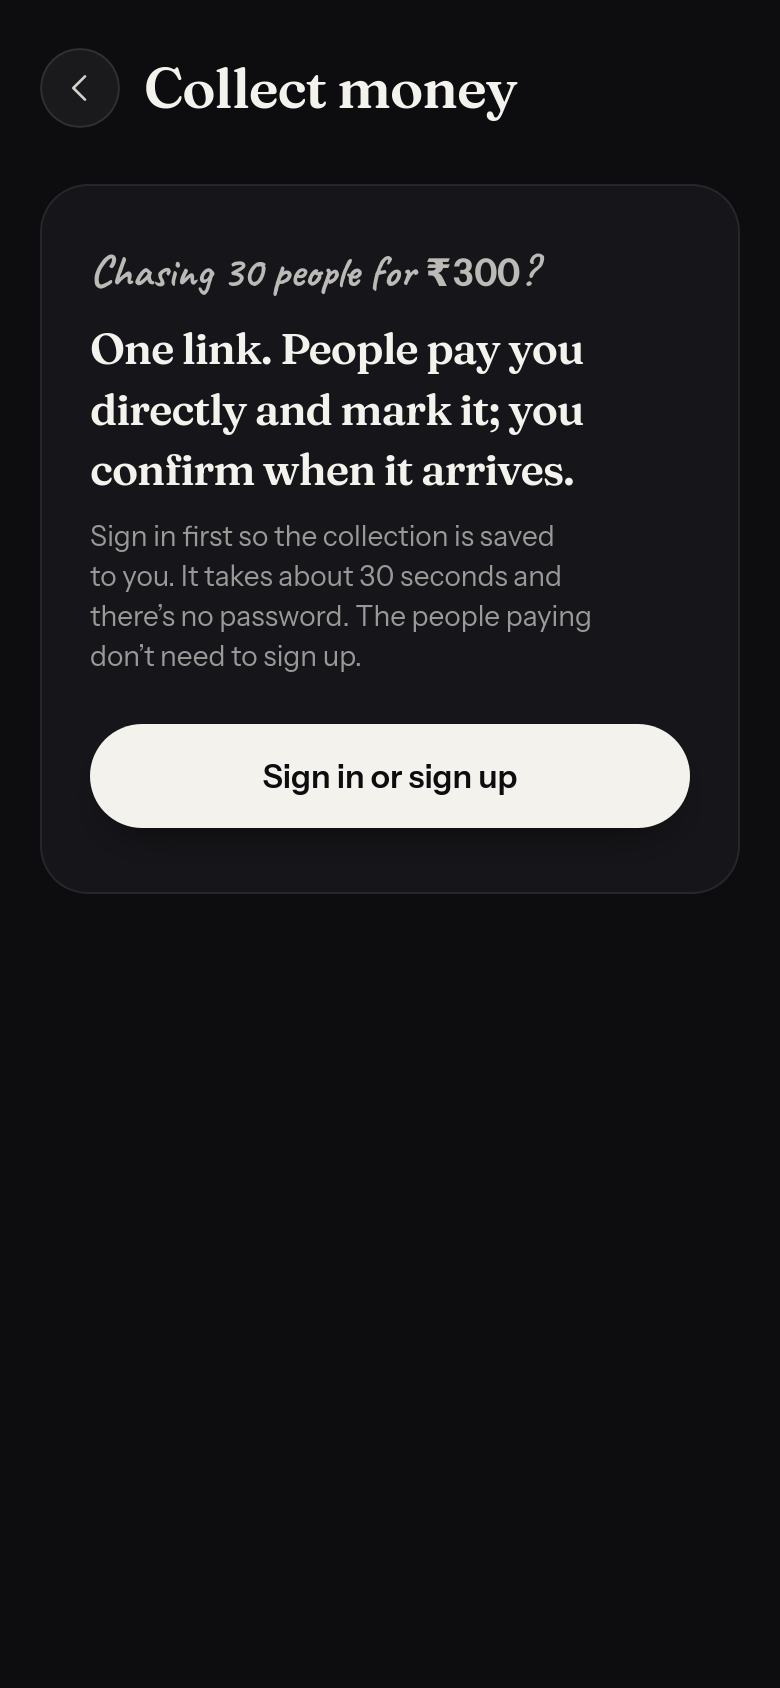 Collect money
Chasing 30 people for ₹300?
One link. People pay you
directly and mark it; you
confirm when it arrives.
Sign in first so the collection is saved
to you. It takes about 30 seconds and
there’s no password. The people paying
don’t need to sign up.
Sign in or sign up